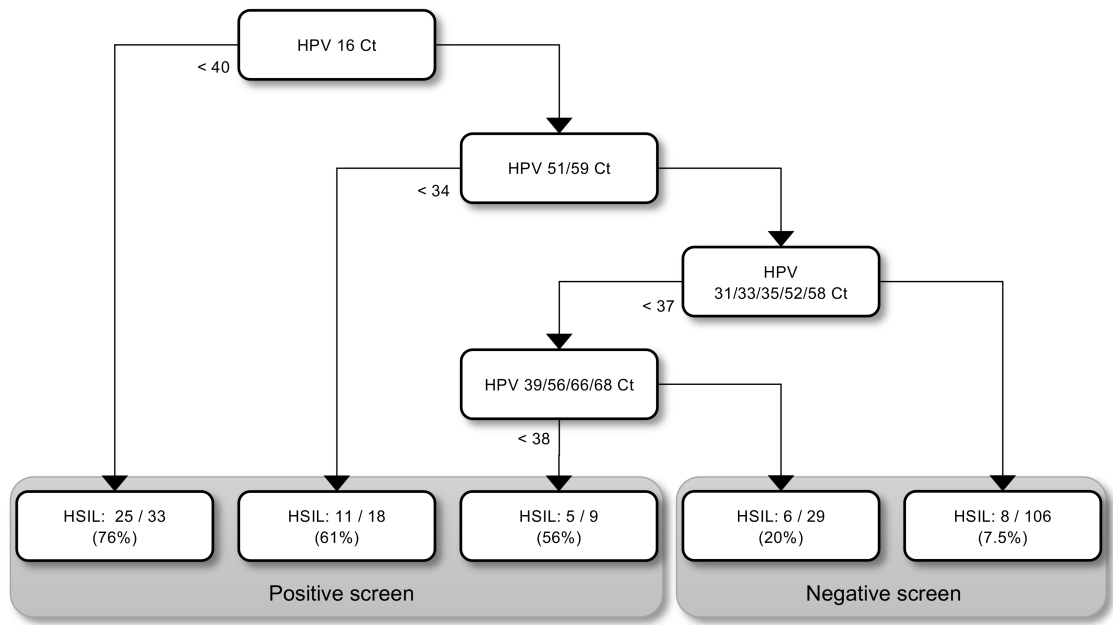 HPV 16 Ct
< 40
HPV 51/59 Ct
< 34
HPV
31/33/35/52/58 Ct
< 37
HPV 39/56/66/68 Ct
< 38
HSIL: 25 / 33
(76%)
HSIL: 11 / 18
(61%)
HSIL: 5 / 9
(56%)
HSIL: 6 / 29
(20%)
HSIL: 8 / 106
(7.5%)
Positive screen
Negative screen